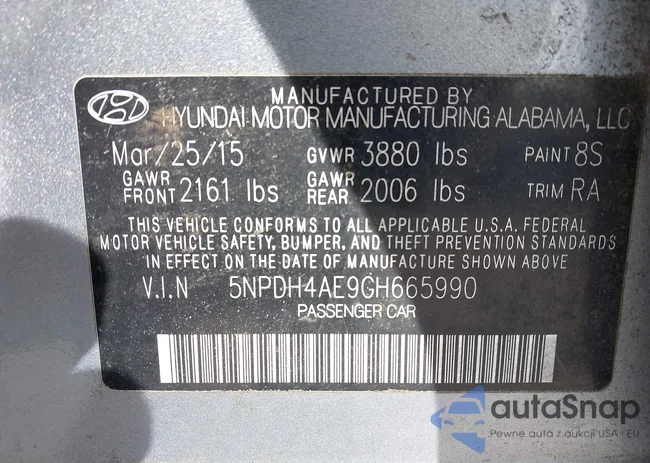 MANUFACTURED BY
HYUNDAI MOTOR MANUFACTURING ALABAMA, LLC
Mar/25/15 GVWR 3880 lbs PAINT 8S
GAWR FRONT 2161 lbs GAWR REAR 2006 lbs TRIM RA
THIS VEHICLE CONFORMS TO ALL APPLICABLE U.S.A. FEDERAL
MOTOR VEHICLE SAFETY, BUMPER, AND THEFT PREVENTION STANDARDS
IN EFFECT ON THE DATE OF MANUFACTURE SHOWN ABOVE
V.I.N 5NPDH4AE9GH665990
PASSENGER CAR
autaSnap
Pewne auta z aukcji USA i EU